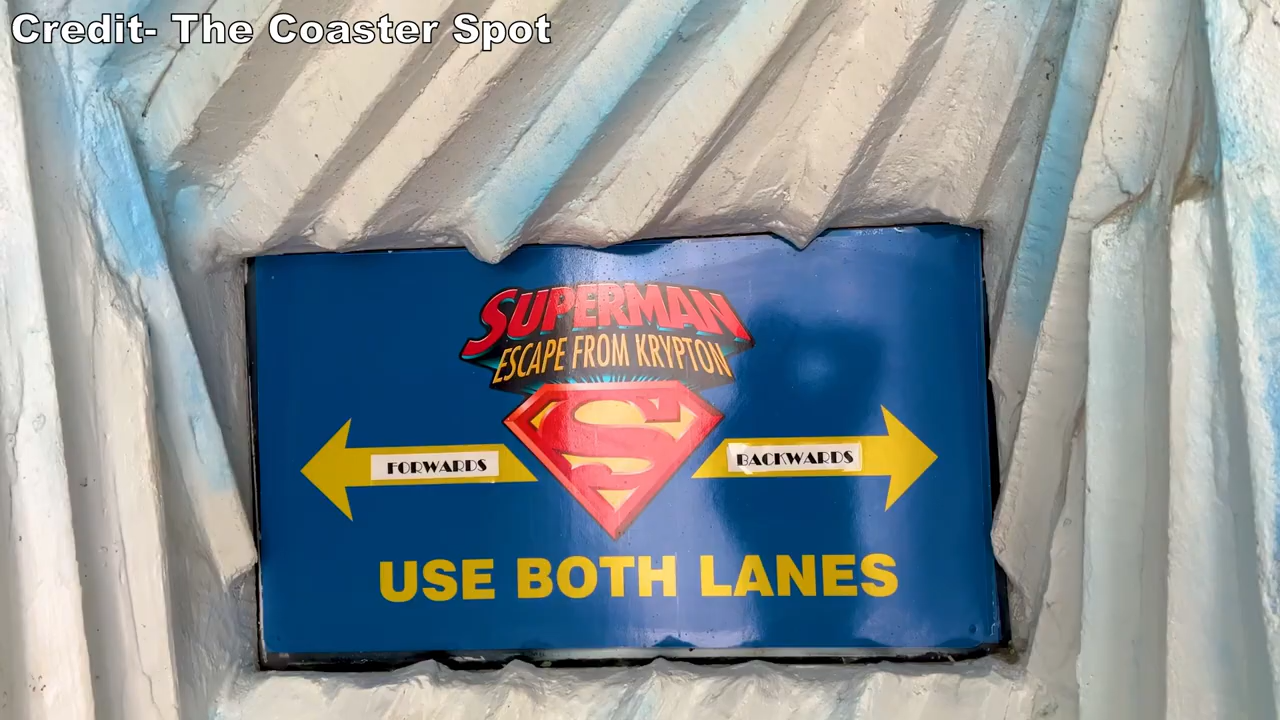 Credit- The Coaster Spot
SUPERMAN
ESCAPE FROM KRYPTON
S
FORWARDS
BACKWARDS
USE BOTH LANES